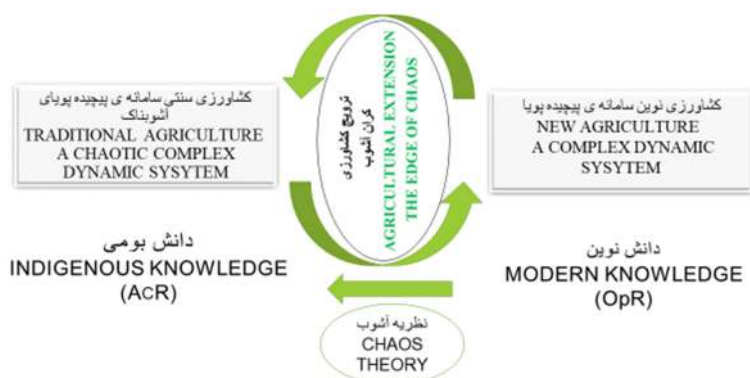 کشاورزی سنتی سامانه ی پیچیده پویای
آشوبناک
TRADITIONAL AGRICULTURE
A CHAOTIC COMPLEX
DYNAMIC SYSYTEM
دانش بومی
INDIGENOUS KNOWLEDGE
(ACR)
ترویج کشاورزی
کران آشوب
AGRICULTURAL EXTENSION
THE EDGE OF CHAOS
کشاورزی نوین سامانه ی پیچیده پویا
NEW AGRICULTURE
A COMPLEX DYNAMIC
SYSYTEM
دانش نوین
MODERN KNOWLEDGE
(OpR)
نظریه آشوب
CHAOS
THEORY